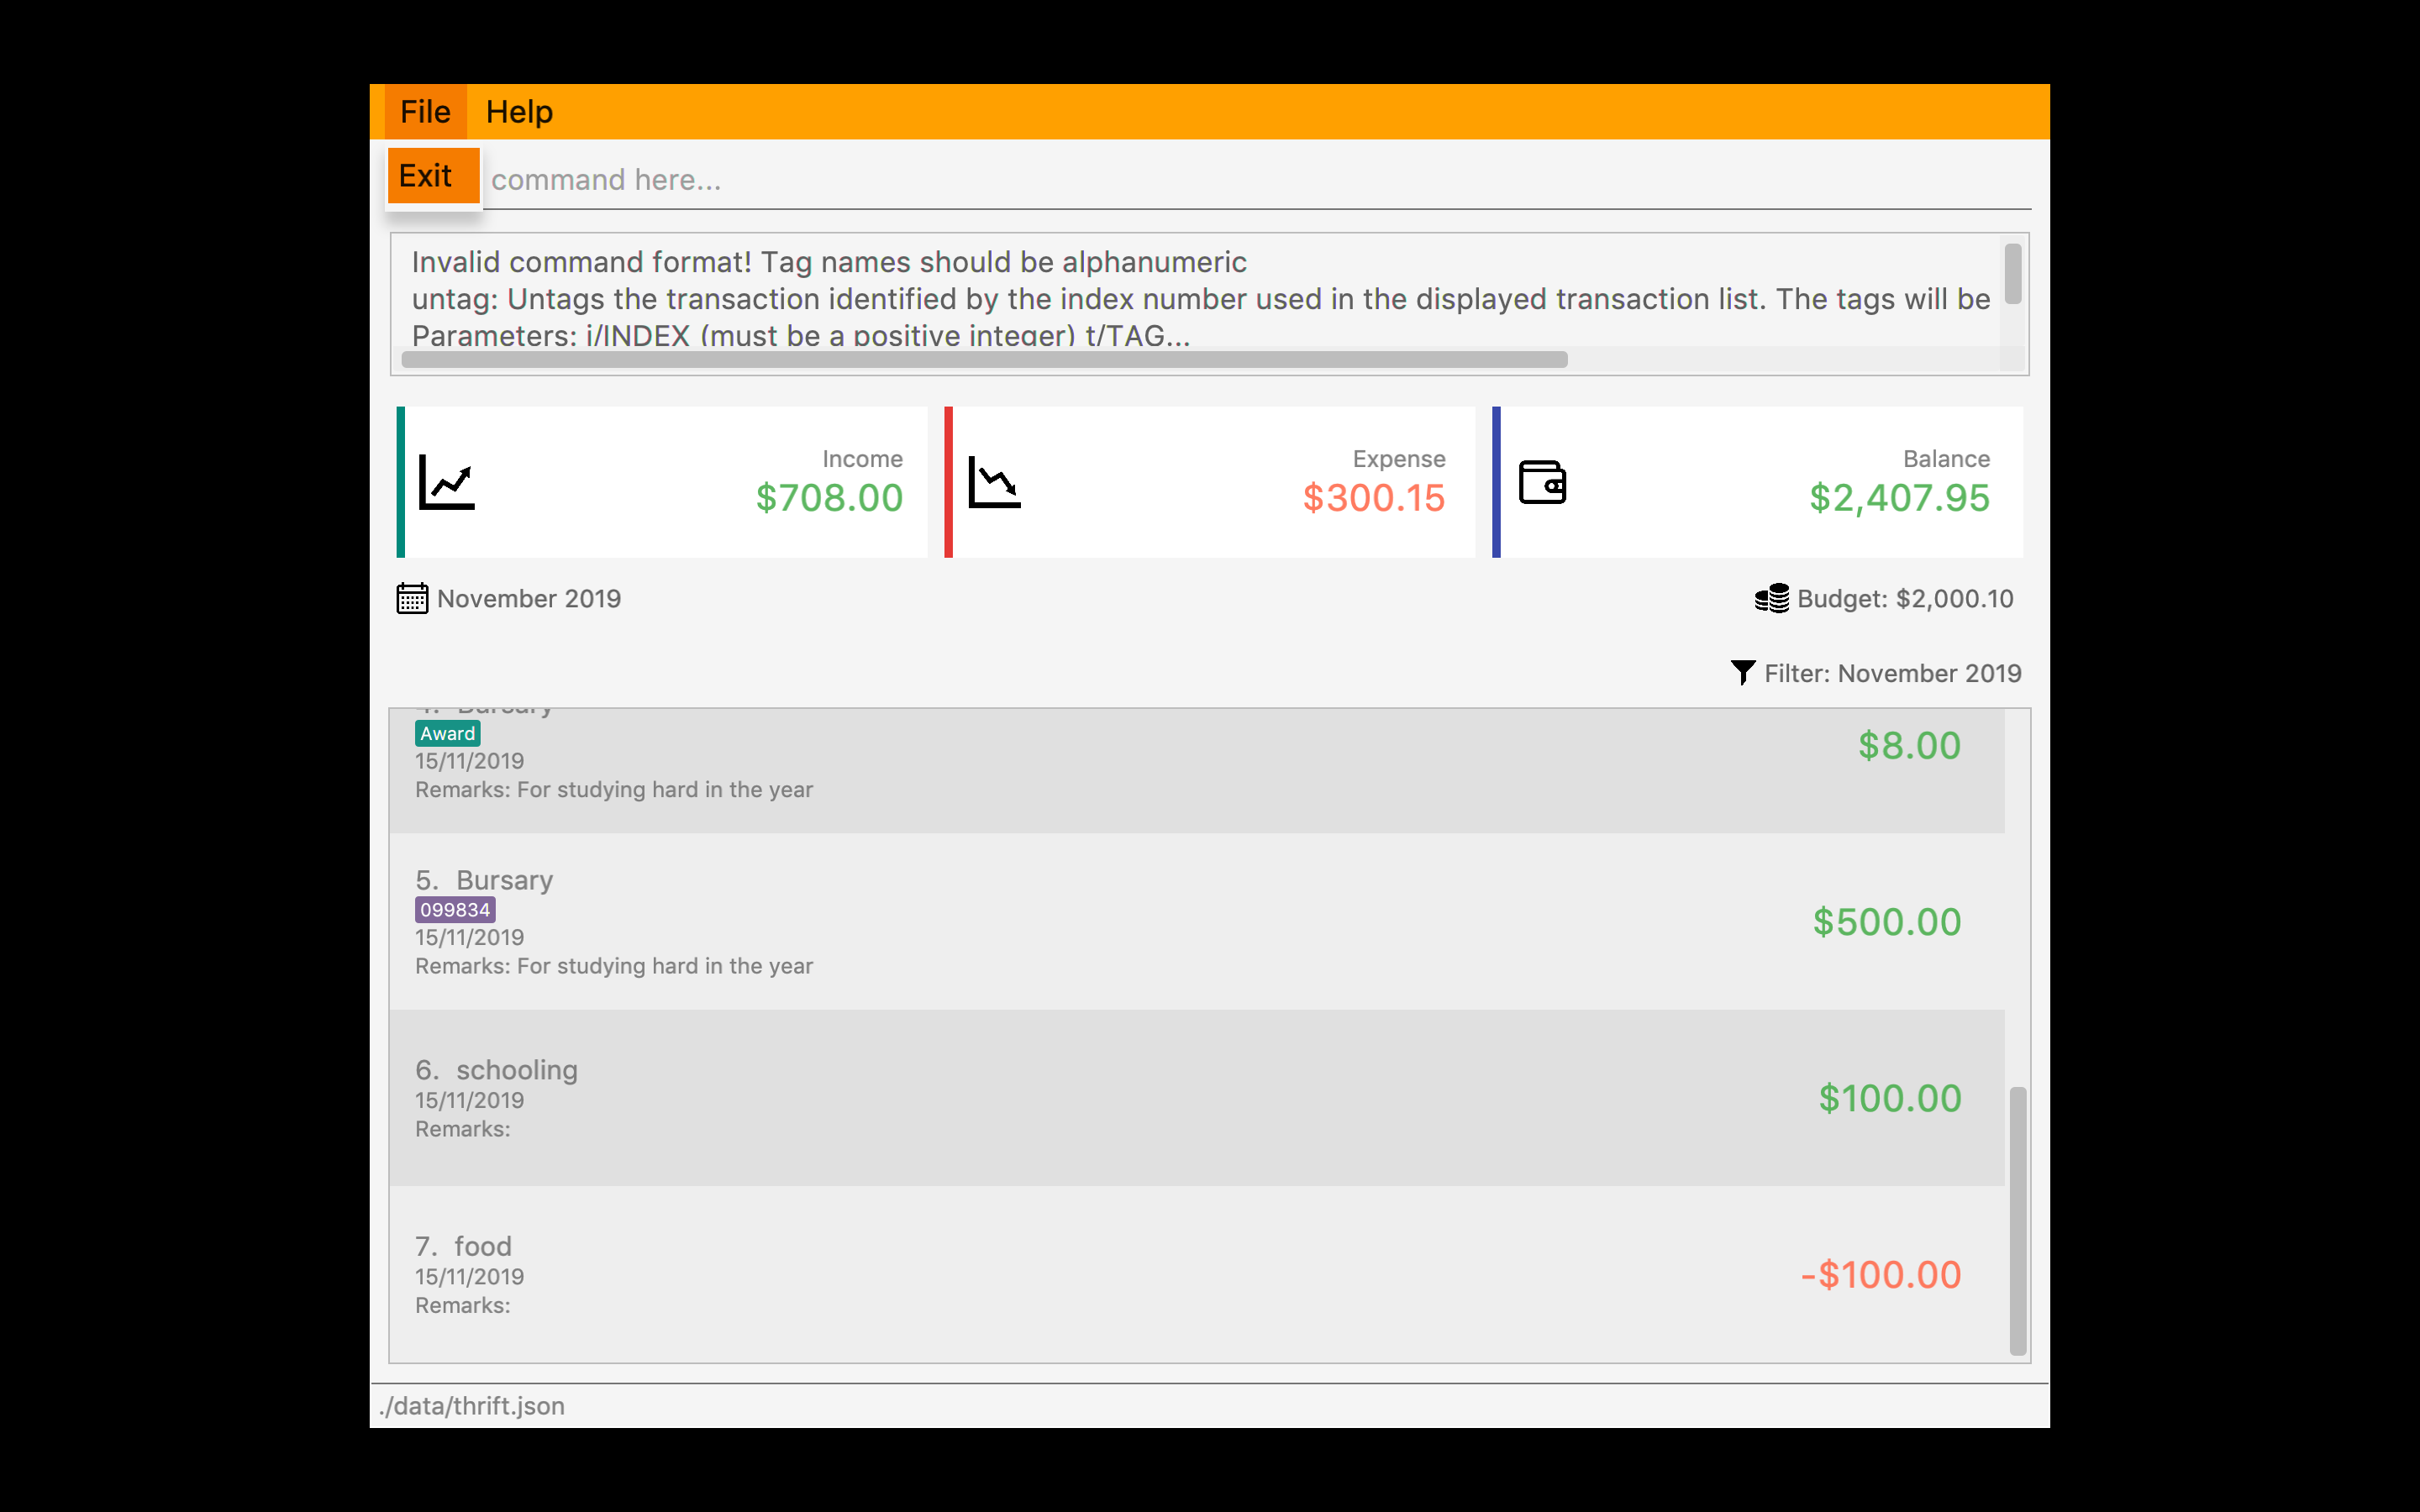 File Help
Exit command here...
Invalid command format! Tag names should be alphanumeric
untag: Untags the transaction identified by the index number used in the displayed transaction list. The tags will be
Parameters: i/INDEX (must be a positive integer) t/TAG...
Income
$708.00
Expense
$300.15
Balance
$2,407.95
November 2019
Budget: $2,000.10
Filter: November 2019
4. Bursary
Award
15/11/2019
Remarks: For studying hard in the year
$8.00
5. Bursary
099834
15/11/2019
Remarks: For studying hard in the year
$500.00
6. schooling
15/11/2019
Remarks:
$100.00
7. food
15/11/2019
Remarks:
-$100.00
./data/thrift.json